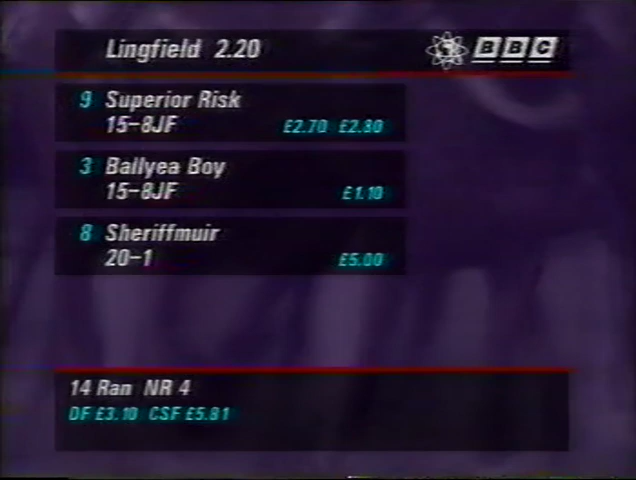 Lingfield 2.20
1 BBC
9 Superior Risk
15-8JF £2.70 £2.80
3 Ballyea Boy
15-8JF £1.10
8 Sheriffmuir
20-1 £5.00
14 Ran NR 4
DF £3.10 CSF £5.81